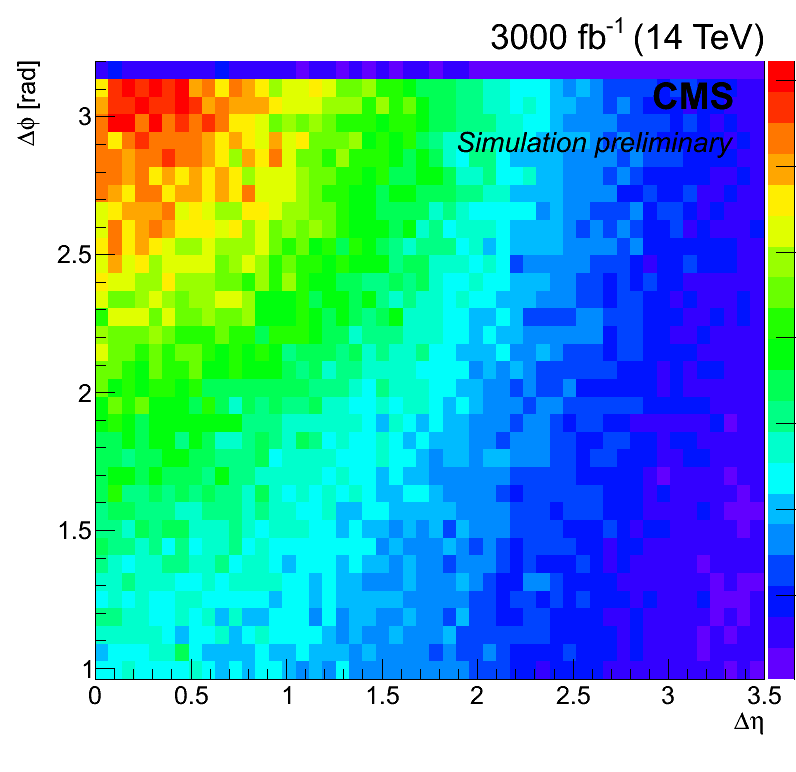 3000 fb⁻¹ (14 TeV)
Δϕ [rad]
CMS
Simulation preliminary
3
2.5
2
1.5
1
0 0.5 1 1.5 2 2.5 3 3.5
Δη